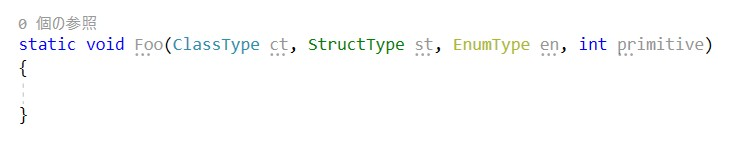 0 個の参照
static void Foo(ClassType ct, StructType st, EnumType en, int primitive)
{
}